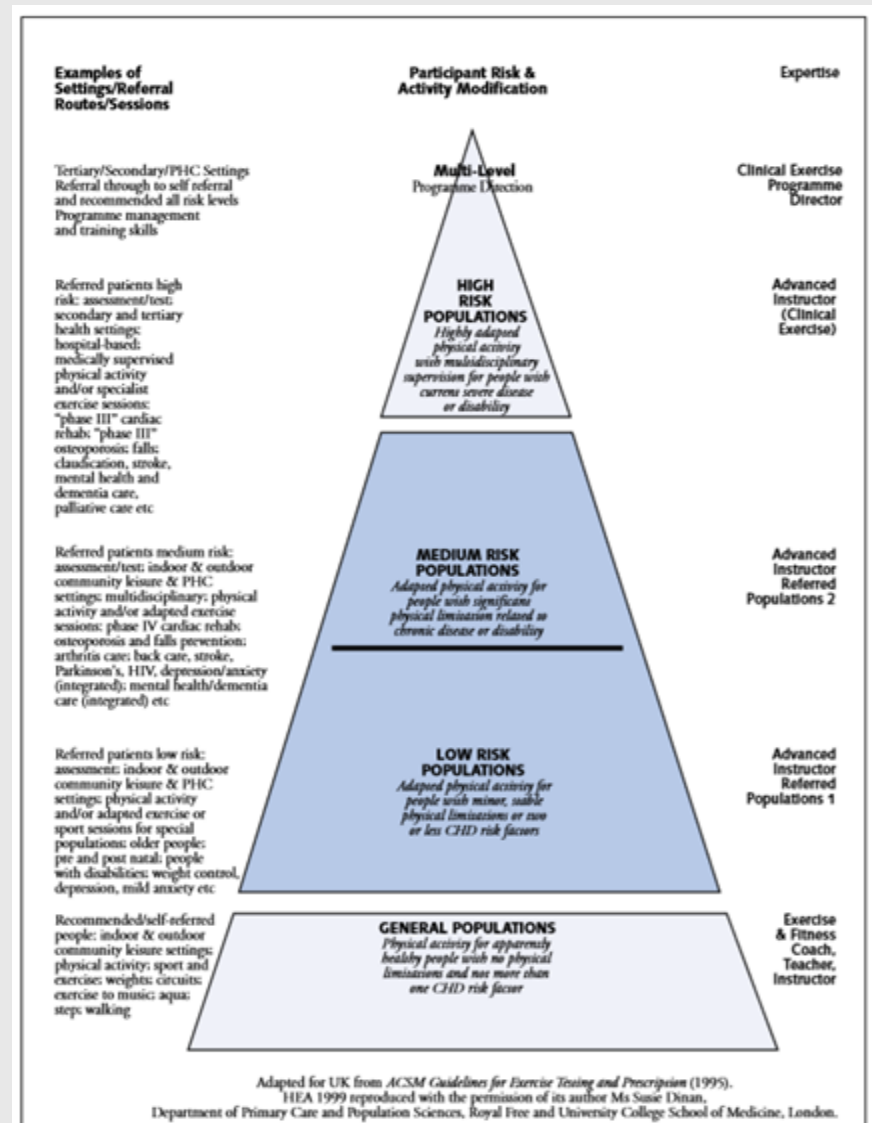 Examples of
Settings/Referral
Routes/Sessions
Participant Risk &
Activity Modification
Expertise
Tertiary/Secondary/PHC Settings
Referral through to self referral
and recommended all risk levels
Programme management
and training skills
Multi-Level
Programme Direction
Clinical Exercise
Programme
Director
Referred patients high
risk: assessment/test;
secondary and tertiary
health settings;
hospital-based;
medically supervised
physical activity
and/or specialist
exercise sessions:
"phase III" cardiac
rehab; "phase III"
osteoporosis; falls;
claudication, stroke,
mental health and
dementia care,
palliative care etc
HIGH
RISK
POPULATIONS
Highly adapted
physical activity
with multidisciplinary
supervision for people with
current severe disease
or disability
Advanced
Instructor
(Clinical
Exercise)
Referred patients medium risk:
assessment/test; indoor & outdoor
community leisure & PHC
settings; multidisciplinary; physical
activity and/or adapted exercise
sessions: phase IV cardiac rehab;
osteoporosis and falls prevention;
arthritis care; back care, stroke,
Parkinson's, HIV, depression/anxiety
(integrated); mental health/dementia
care (integrated) etc
MEDIUM RISK
POPULATIONS
Adapted physical activity for
people with significant
physical limitation related to
chronic disease or disability
Advanced
Instructor
Referred
Populations 2
Referred patients low risk:
assessment; indoor & outdoor
community leisure & PHC
settings; physical activity
and/or adapted exercise or
sport sessions for special
populations: older people;
pre and post natal; people
with disabilities; weight control,
depression, mild anxiety etc
LOW RISK
POPULATIONS
Adapted physical activity for
people with minor, stable
physical limitations or two
or less CHD risk factors
Advanced
Instructor
Referred
Populations 1
Recommended/self-referred
people: indoor & outdoor
community leisure settings;
physical activity; sport and
exercise; weights; circuits;
exercise to music; aqua;
step; walking
GENERAL POPULATIONS
Physical activity for apparently
healthy people with no physical
limitations and not more than
one CHD risk factor
Exercise
& Fitness
Coach,
Teacher,
Instructor
Adapted for UK from ACSM Guidelines for Exercise Testing and Prescription (1995).
HEA 1999 reproduced with the permission of its author Ms Susie Dinan,
Department of Primary Care and Population Sciences, Royal Free and University College School of Medicine, London.